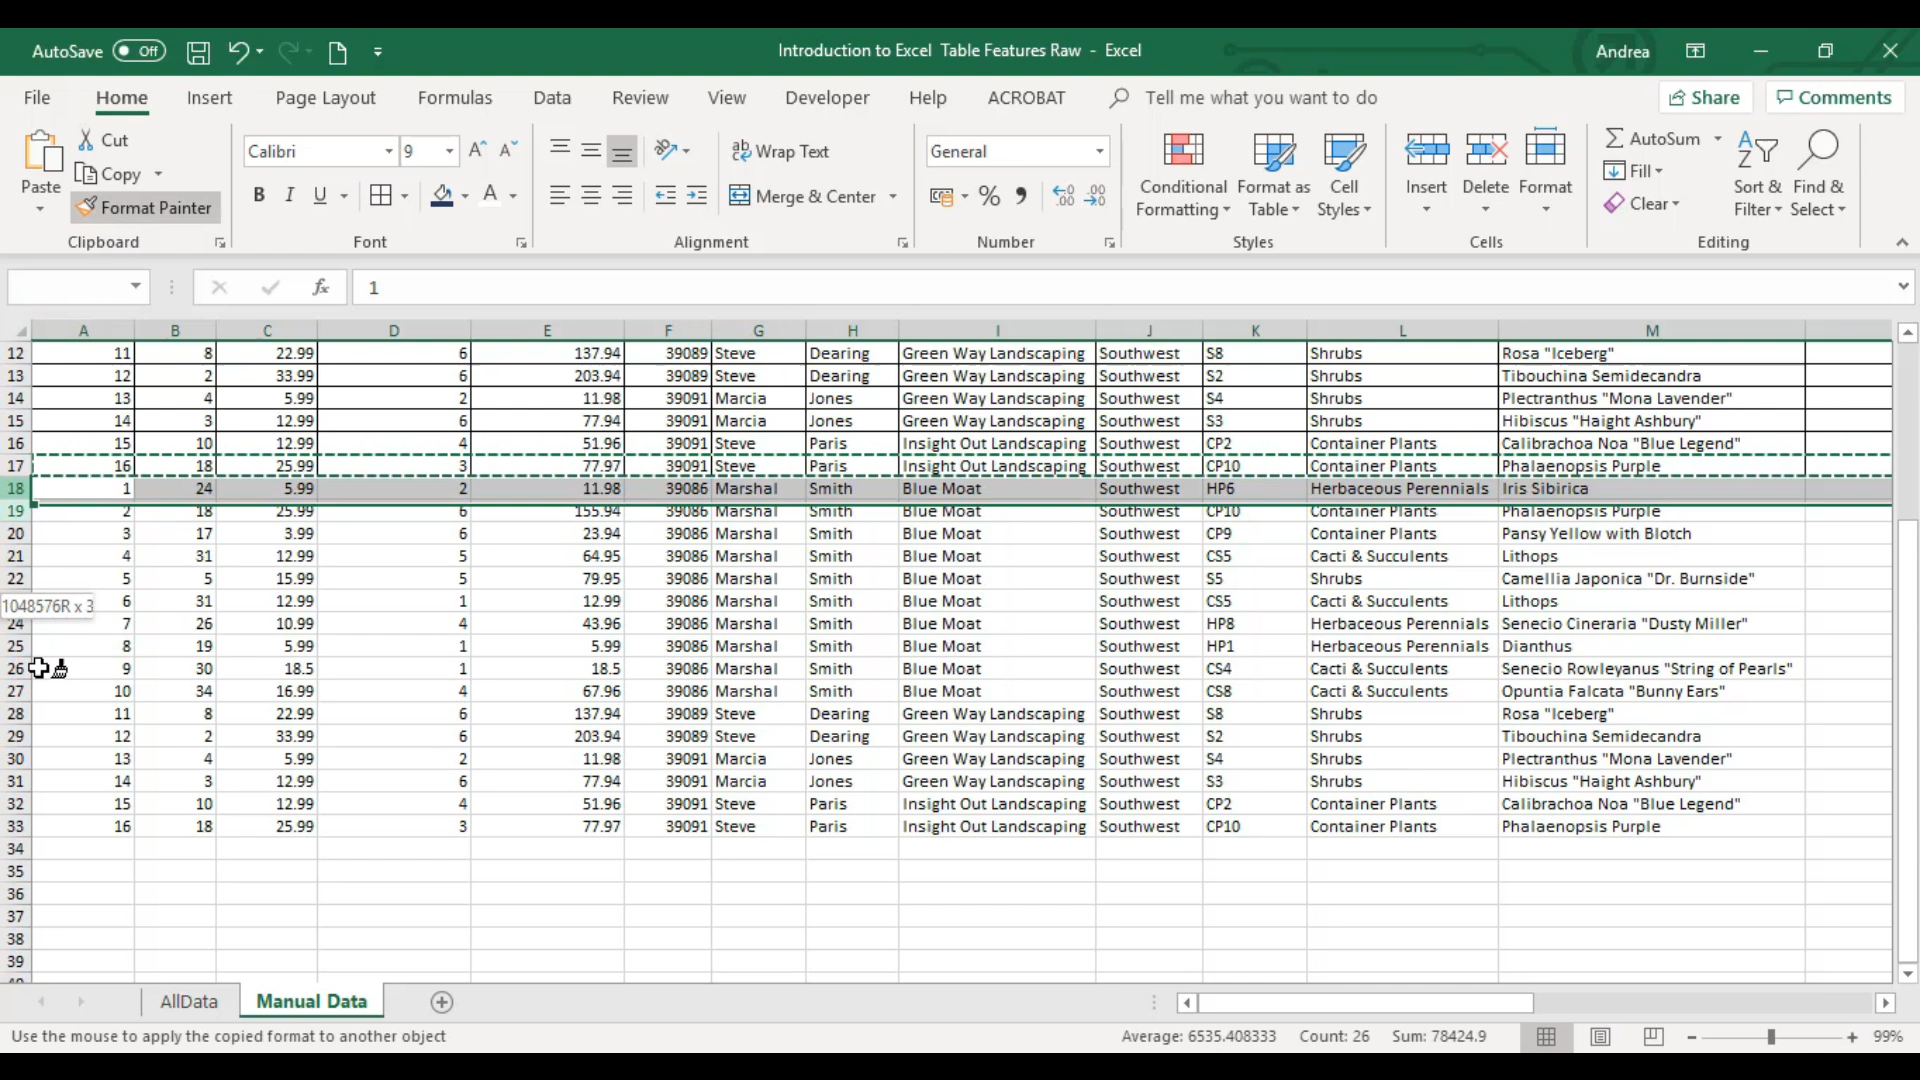 AutoSave Off Introduction to Excel Table Features Raw - Excel Andrea
File Home Insert Page Layout Formulas Data Review View Developer Help ACROBAT Tell me what you want to do Share Comments
Cut
Copy
Paste
Format Painter
Clipboard
Calibri 9
B I U
Font
Wrap Text
Merge & Center
Alignment
General
Number
Conditional Formatting
Format as Table
Cell Styles
Styles
Insert Delete Format
Cells
AutoSum
Fill
Clear
Sort & Filter
Find & Select
Editing
fx 1
A B C D E F G H I J K L M
12 11 8 22.99 6 137.94 39089 Steve Dearing Green Way Landscaping Southwest S8 Shrubs Rosa "Iceberg"
13 12 2 33.99 6 203.94 39089 Steve Dearing Green Way Landscaping Southwest S2 Shrubs Tibouchina Semidecandra
14 13 4 5.99 2 11.98 39091 Marcia Jones Green Way Landscaping Southwest S4 Shrubs Plectranthus "Mona Lavender"
15 14 3 12.99 6 77.94 39091 Marcia Jones Green Way Landscaping Southwest S3 Shrubs Hibiscus "Haight Ashbury"
16 15 10 12.99 4 51.96 39091 Steve Paris Insight Out Landscaping Southwest CP2 Container Plants Calibrachoa Noa "Blue Legend"
17 16 18 25.99 3 77.97 39091 Steve Paris Insight Out Landscaping Southwest CP10 Container Plants Phalaenopsis Purple
18 1 24 5.99 2 11.98 39086 Marshal Smith Blue Moat Southwest HP6 Herbaceous Perennials Iris Sibirica
19 2 18 25.99 6 155.94 39086 Marshal Smith Blue Moat Southwest CP10 Container Plants Phalaenopsis Purple
20 3 17 3.99 6 23.94 39086 Marshal Smith Blue Moat Southwest CP9 Container Plants Pansy Yellow with Blotch
21 4 31 12.99 5 64.95 39086 Marshal Smith Blue Moat Southwest CS5 Cacti & Succulents Lithops
22 5 5 15.99 5 79.95 39086 Marshal Smith Blue Moat Southwest S5 Shrubs Camellia Japonica "Dr. Burnside"
1048576R x 3 6 31 12.99 1 12.99 39086 Marshal Smith Blue Moat Southwest CS5 Cacti & Succulents Lithops
24 7 26 10.99 4 43.96 39086 Marshal Smith Blue Moat Southwest HP8 Herbaceous Perennials Senecio Cineraria "Dusty Miller"
25 8 19 5.99 1 5.99 39086 Marshal Smith Blue Moat Southwest HP1 Herbaceous Perennials Dianthus
26 9 30 18.5 1 18.5 39086 Marshal Smith Blue Moat Southwest CS4 Cacti & Succulents Senecio Rowleyanus "String of Pearls"
27 10 34 16.99 4 67.96 39086 Marshal Smith Blue Moat Southwest CS8 Cacti & Succulents Opuntia Falcata "Bunny Ears"
28 11 8 22.99 6 137.94 39089 Steve Dearing Green Way Landscaping Southwest S8 Shrubs Rosa "Iceberg"
29 12 2 33.99 6 203.94 39089 Steve Dearing Green Way Landscaping Southwest S2 Shrubs Tibouchina Semidecandra
30 13 4 5.99 2 11.98 39091 Marcia Jones Green Way Landscaping Southwest S4 Shrubs Plectranthus "Mona Lavender"
31 14 3 12.99 6 77.94 39091 Marcia Jones Green Way Landscaping Southwest S3 Shrubs Hibiscus "Haight Ashbury"
32 15 10 12.99 4 51.96 39091 Steve Paris Insight Out Landscaping Southwest CP2 Container Plants Calibrachoa Noa "Blue Legend"
33 16 18 25.99 3 77.97 39091 Steve Paris Insight Out Landscaping Southwest CP10 Container Plants Phalaenopsis Purple
34
35
36
37
38
39
AllData Manual Data
Use the mouse to apply the copied format to another object Average: 6535.408333 Count: 26 Sum: 78424.9 99%